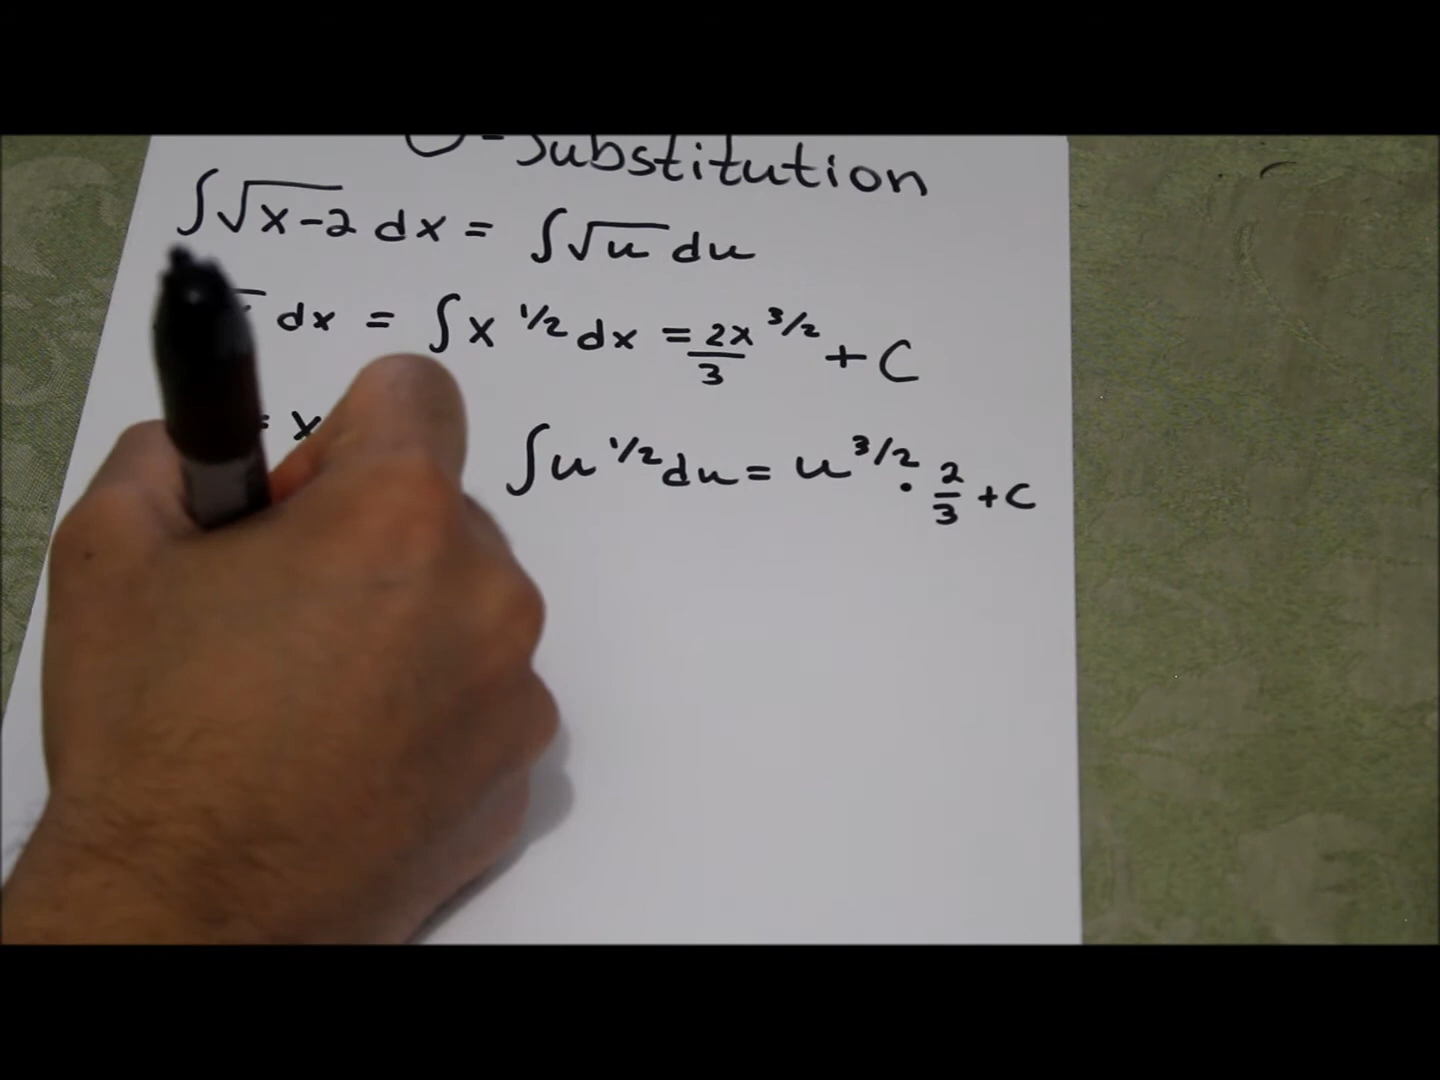 U-Substitution
∫√x-2 dx = ∫√u du
dx = ∫x^1/2 dx = 2x/3^3/2 + C
= x
∫u^1/2 du = u^3/2 · 2/3 + C